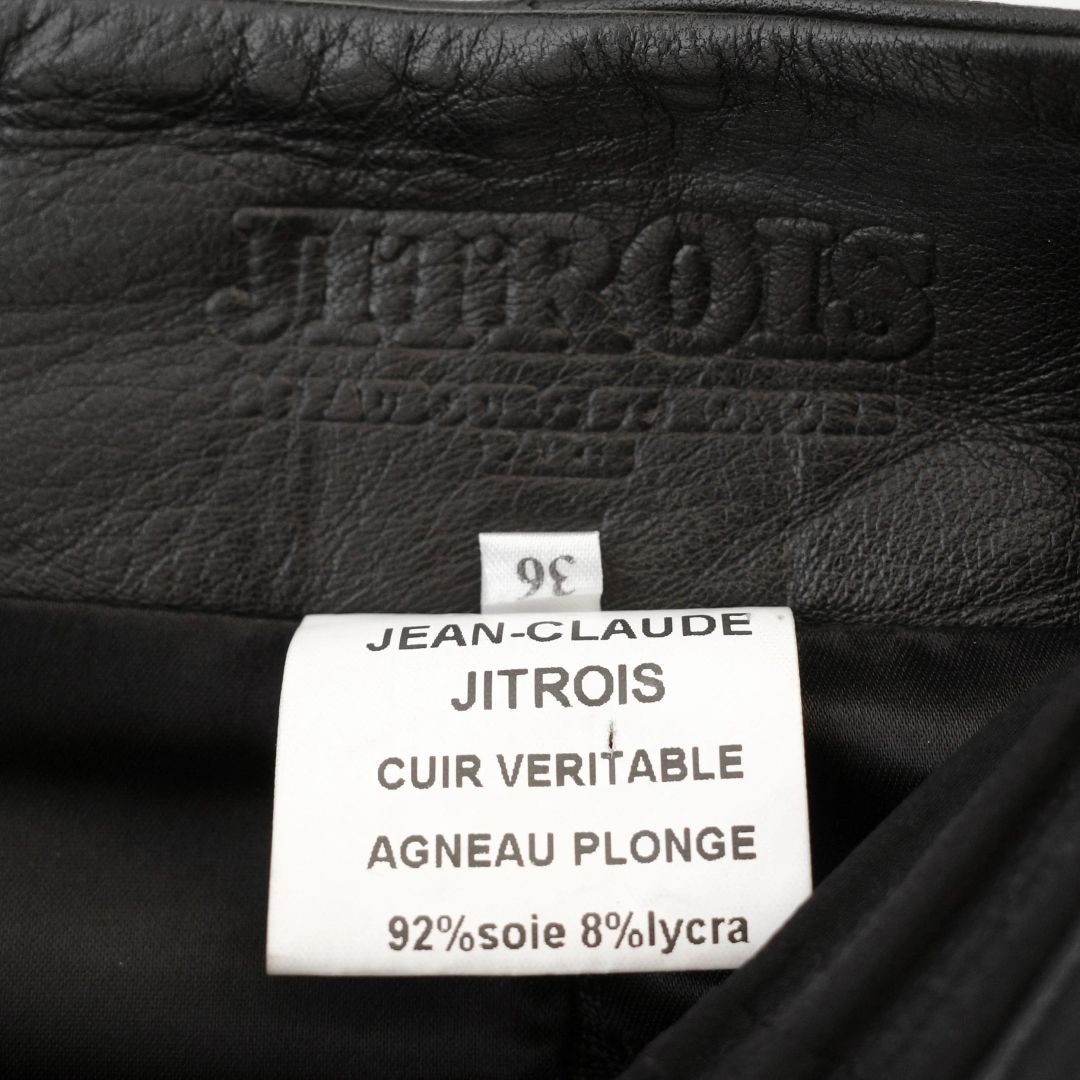 JITROIS
36
JEAN-CLAUDE
JITROIS
CUIR VERITABLE
AGNEAU PLONGE
92%soie 8%lycra